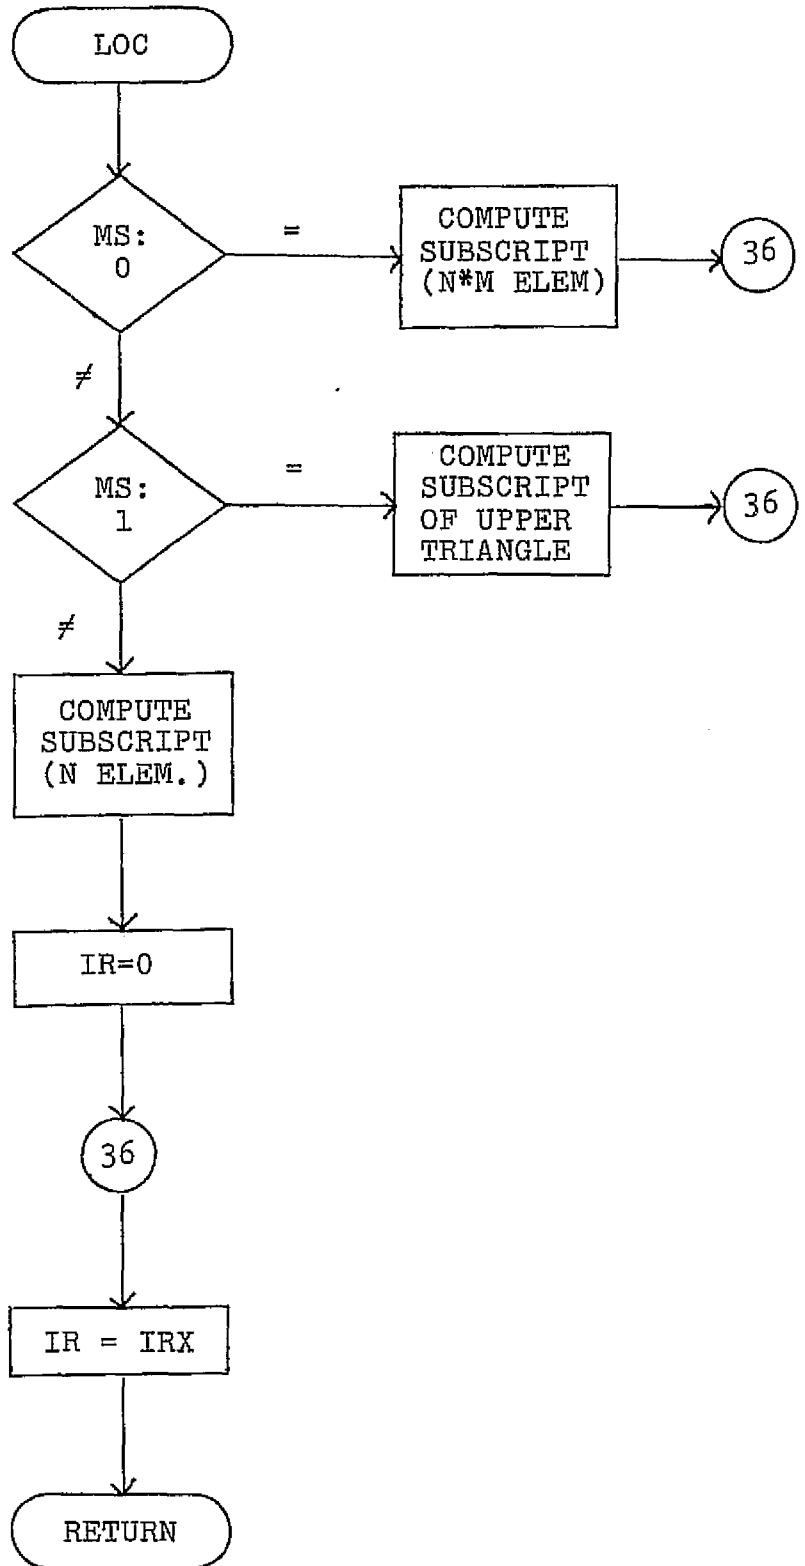 LOC
MS:
0
=
COMPUTE
SUBSCRIPT
(N*M ELEM)
36
≠
MS:
1
=
COMPUTE
SUBSCRIPT
OF UPPER
TRIANGLE
36
≠
COMPUTE
SUBSCRIPT
(N ELEM.)
IR=0
36
IR = IRX
RETURN